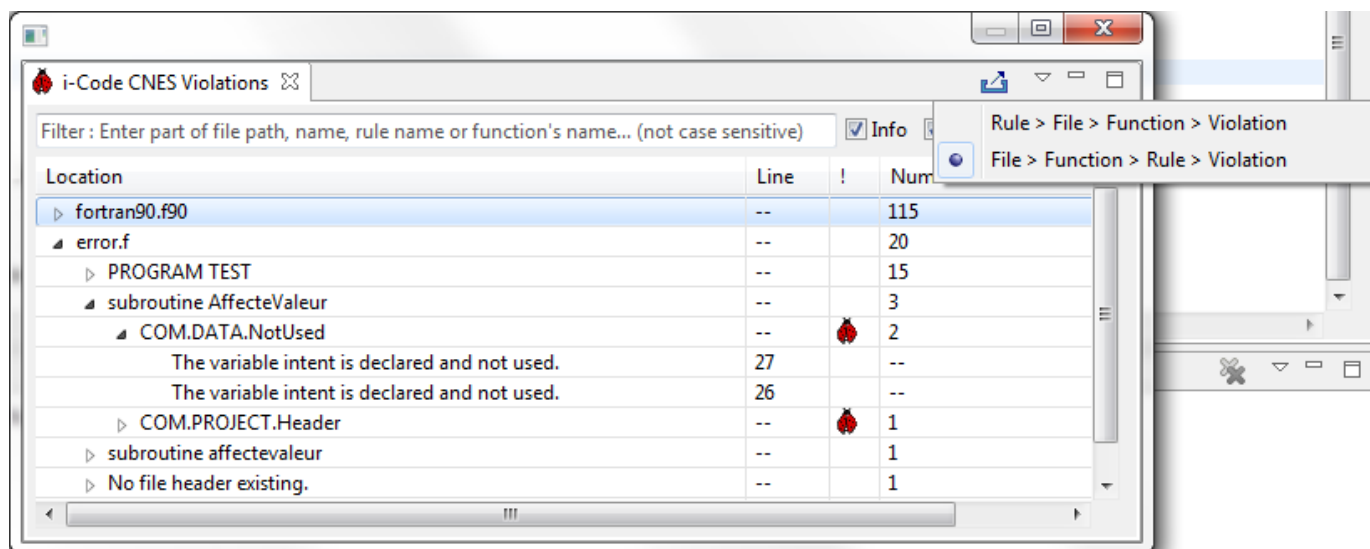 i-Code CNES Violations
Filter : Enter part of file path, name, rule name or function's name... (not case sensitive) Info
Rule > File > Function > Violation
File > Function > Rule > Violation
Location Line ! Num
fortran90.f90 -- 115
error.f -- 20
PROGRAM TEST -- 15
subroutine AffecteValeur -- 3
COM.DATA.NotUsed -- 2
The variable intent is declared and not used. 27 --
The variable intent is declared and not used. 26 --
COM.PROJECT.Header -- 1
subroutine affectevaleur -- 1
No file header existing. -- 1